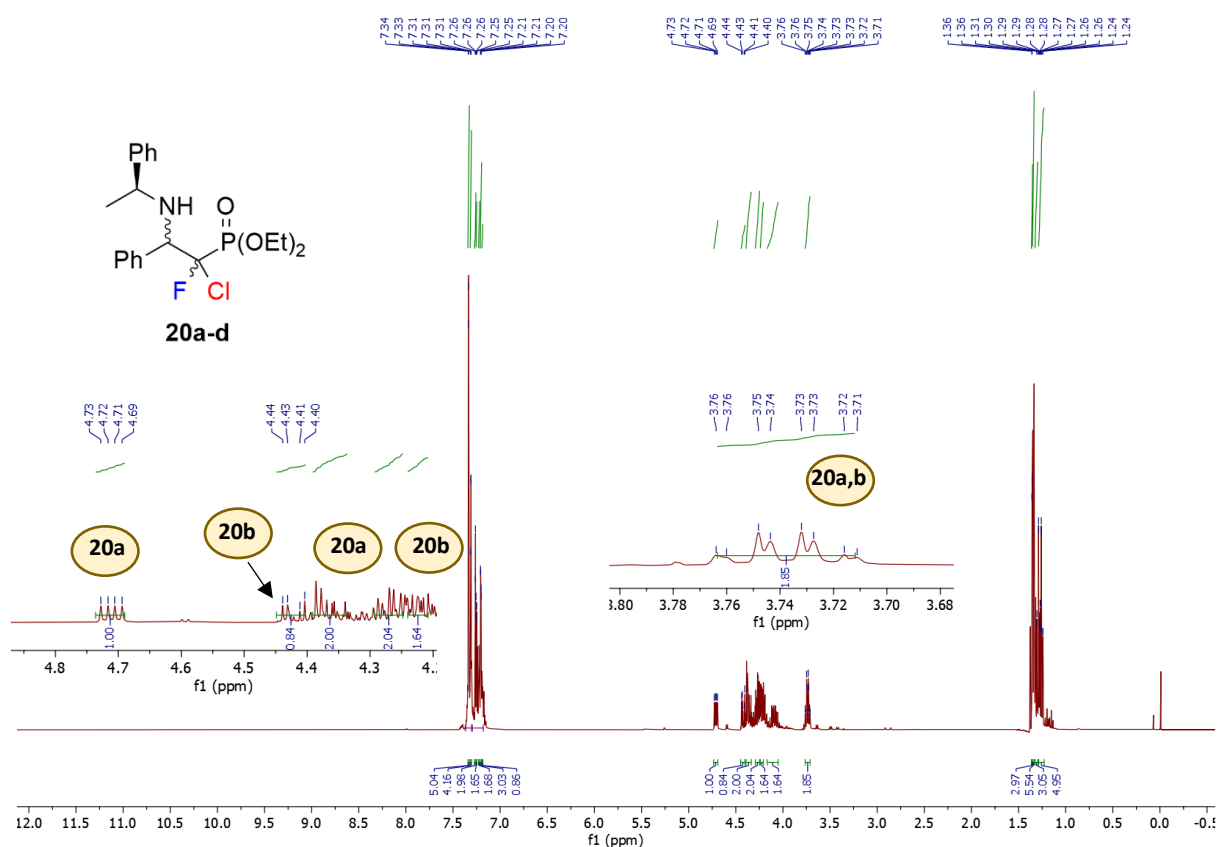 7.34 7.33 7.31 7.31 7.31 7.26 7.26 7.26 7.25 7.25 7.21 7.21 7.20 7.20
4.73 4.72 4.71 4.69 4.44 4.43 4.41 4.40 3.76 3.76 3.75 3.74 3.73 3.73 3.72 3.71
1.36 1.36 1.31 1.30 1.29 1.29 1.28 1.28 1.27 1.27 1.26 1.26 1.24 1.24
Ph
NH
O
P(OEt)2
Ph
F Cl
20a-d
4.73 4.72 4.71 4.69
4.44 4.43 4.41 4.40
3.76 3.76 3.75 3.74 3.73 3.73 3.72 3.71
20a
20b
20a
20b
20a,b
1.00 0.84 2.00 2.04 1.64
4.8 4.7 4.6 4.5 4.4 4.3
f1 (ppm)
1.85
3.80 3.78 3.76 3.74 3.72 3.70 3.68
f1 (ppm)
5.04 4.16 1.98 1.65 1.68 3.03 0.86
1.00 0.84 2.00 2.04 1.64 1.64 1.85
2.97 5.54 3.05 4.95
12.0 11.5 11.0 10.5 10.0 9.5 9.0 8.5 8.0 7.5 7.0 6.5 6.0 5.5 5.0 4.5 4.0 3.5 3.0 2.5 2.0 1.5 1.0 0.5 0.0
f1 (ppm)